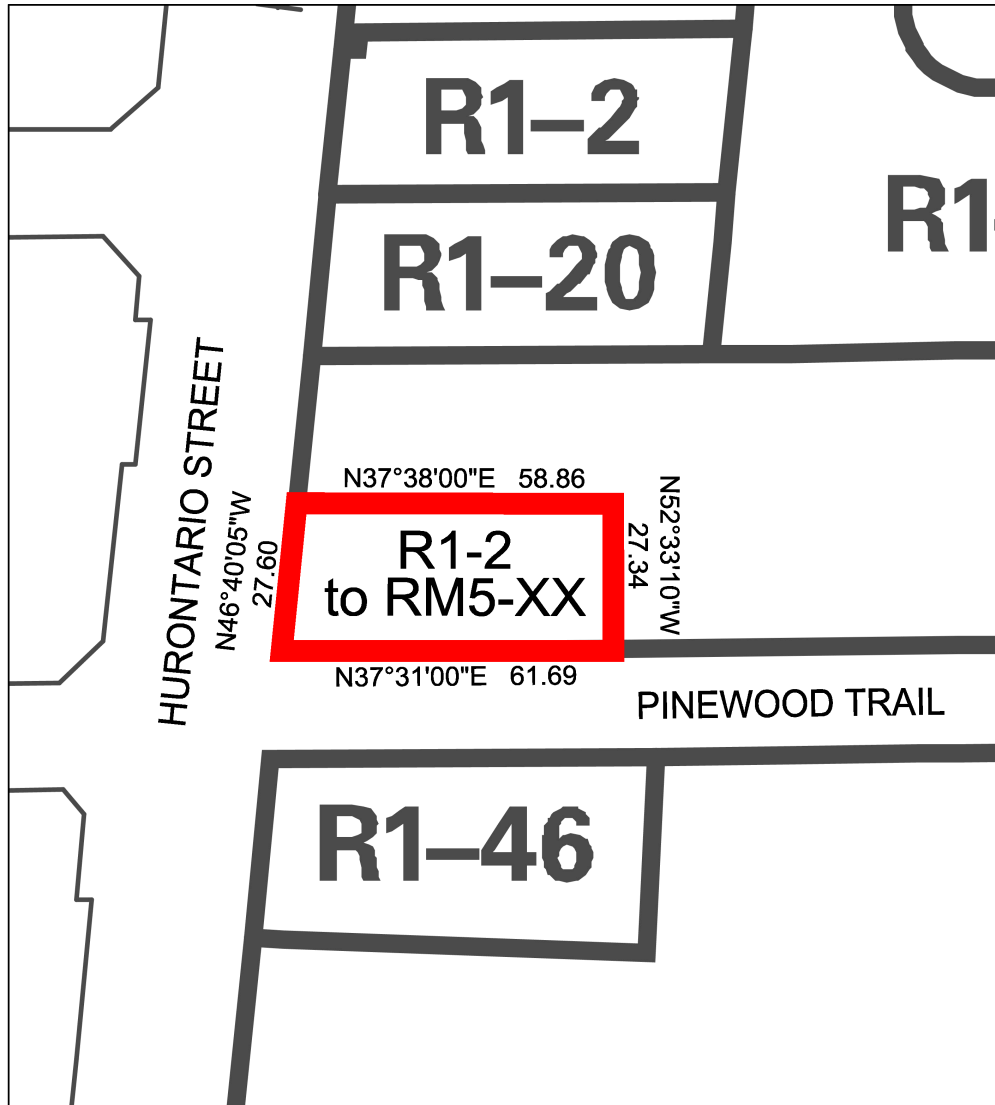 R1–2
R1-
R1–20
HURONTARIO STREET
N37°38'00"E 58.86
N46°40'05"W
27.60
R1-2
to RM5-XX
27.34
N52°33'10"W
N37°31'00"E 61.69
PINEWOOD TRAIL
R1–46